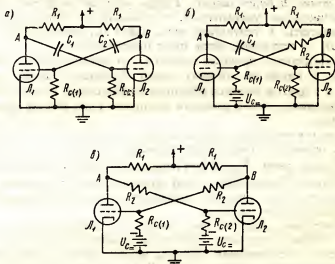 а)
+
R₁ R₁
A B
C₁ C₂
Л₁ Л₂
Rc(1) Rc(2)
б)
+
R₁ R₁
A B
C₁ R₂
Л₁ Л₂
Rc(1) Rc(2)
Uc=
в)
+
R₁ R₁
A B
R₂ R₂
Л₁ Л₂
Rc(1) Rc(2)
Uc= Uc=